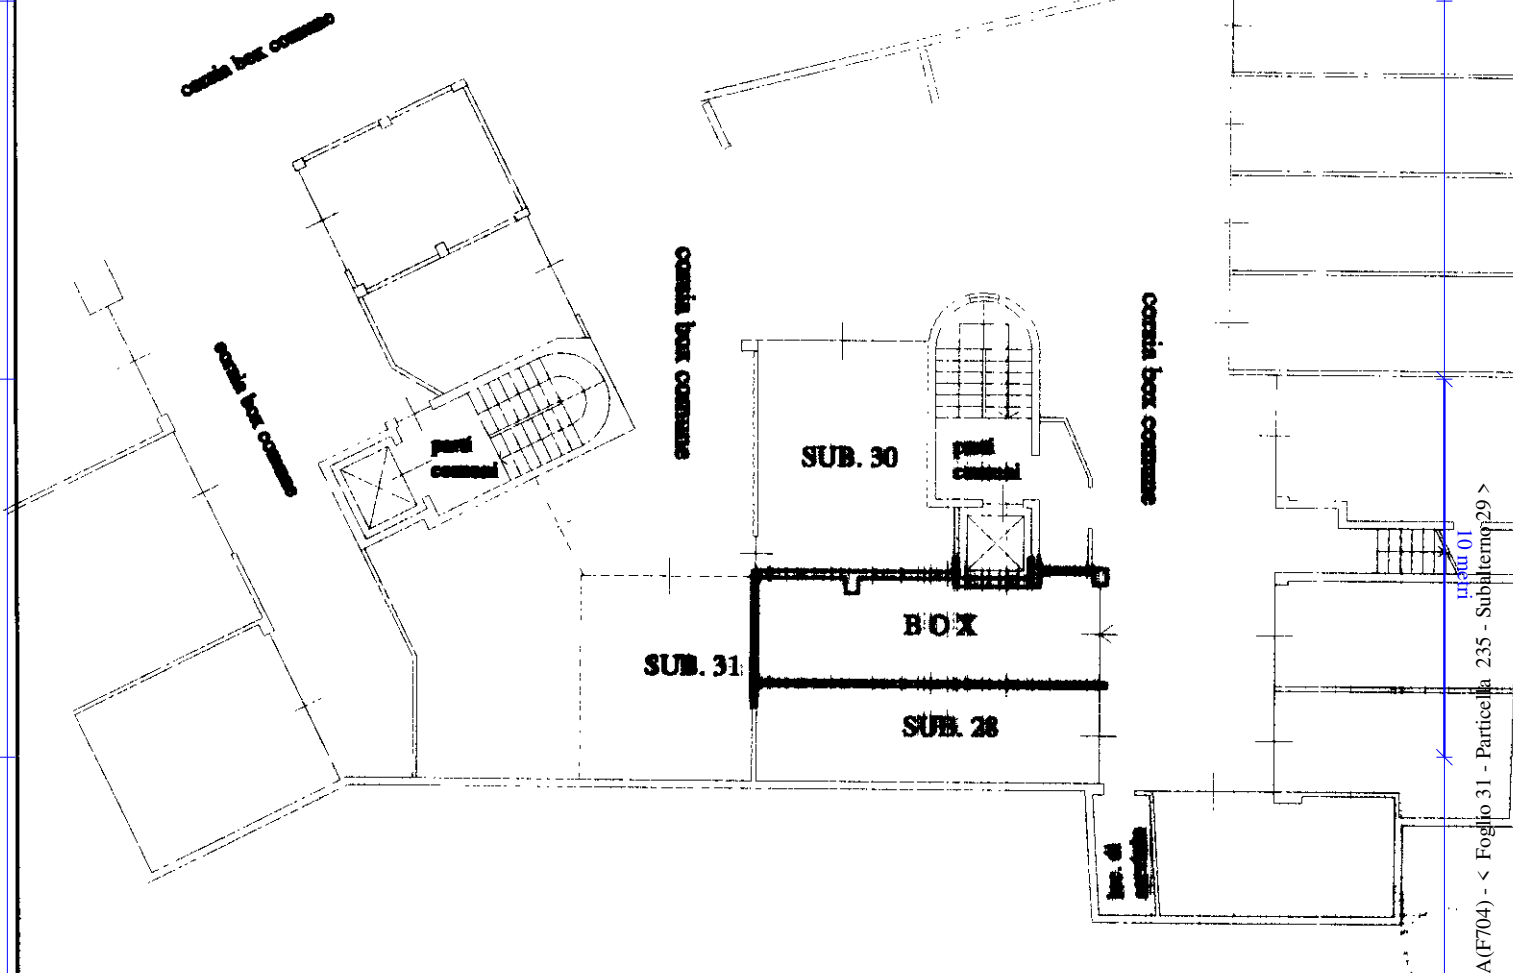 corsia box comune
corsia box comune
corsia box comune
corsia box comune
parti
comuni
SUB. 30
parti
comuni
BOX
SUB. 31
SUB. 28
10 metri
A(F704) - < Foglio 31 - Particella 235 - Subalterno 29 >